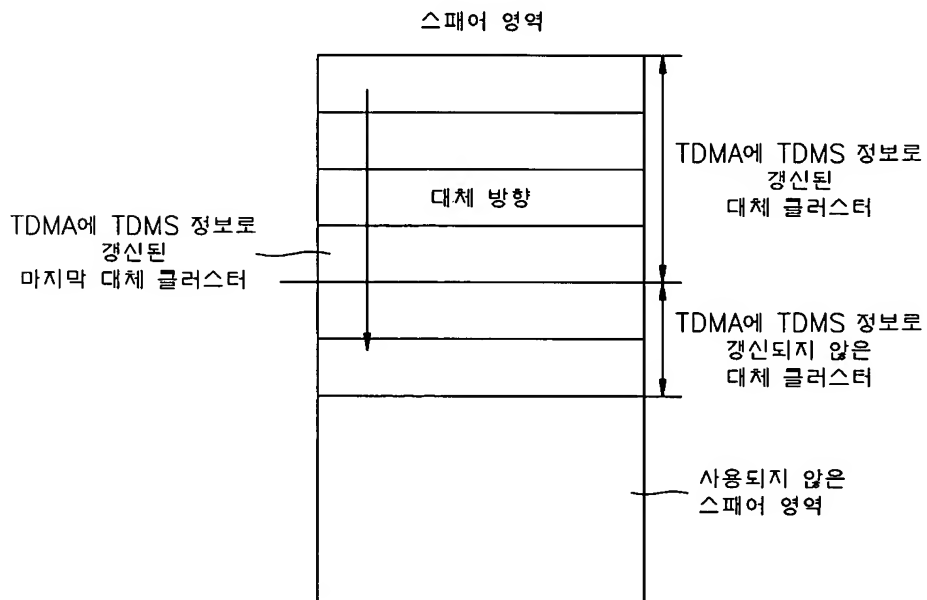 스패어 영역
TDMA에 TDMS 정보로
갱신된
대체 클러스터
대체 방향
TDMA에 TDMS 정보로
갱신된
마지막 대체 클러스터
TDMA에 TDMS 정보로
갱신되지 않은
대체 클러스터
사용되지 않은
스패어 영역